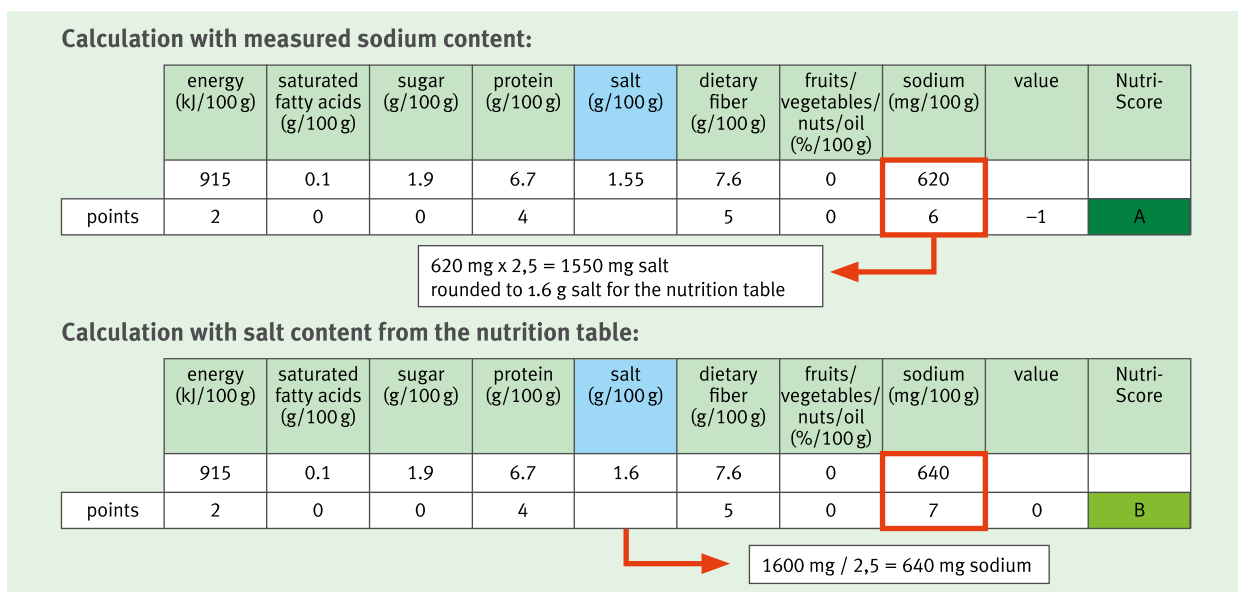 Calculation with measured sodium content:
energy (kJ/100 g) saturated fatty acids (g/100 g) sugar (g/100 g) protein (g/100 g) salt (g/100 g) dietary fiber (g/100 g) fruits/ vegetables/ nuts/oil (%/100 g) sodium (mg/100 g) value Nutri- Score
915 0.1 1.9 6.7 1.55 7.6 0 620
points 2 0 0 4 5 0 6 –1 A
620 mg x 2,5 = 1550 mg salt
rounded to 1.6 g salt for the nutrition table
Calculation with salt content from the nutrition table:
energy (kJ/100 g) saturated fatty acids (g/100 g) sugar (g/100 g) protein (g/100 g) salt (g/100 g) dietary fiber (g/100 g) fruits/ vegetables/ nuts/oil (%/100 g) sodium (mg/100 g) value Nutri- Score
915 0.1 1.9 6.7 1.6 7.6 0 640
points 2 0 0 4 5 0 7 0 B
1600 mg / 2,5 = 640 mg sodium